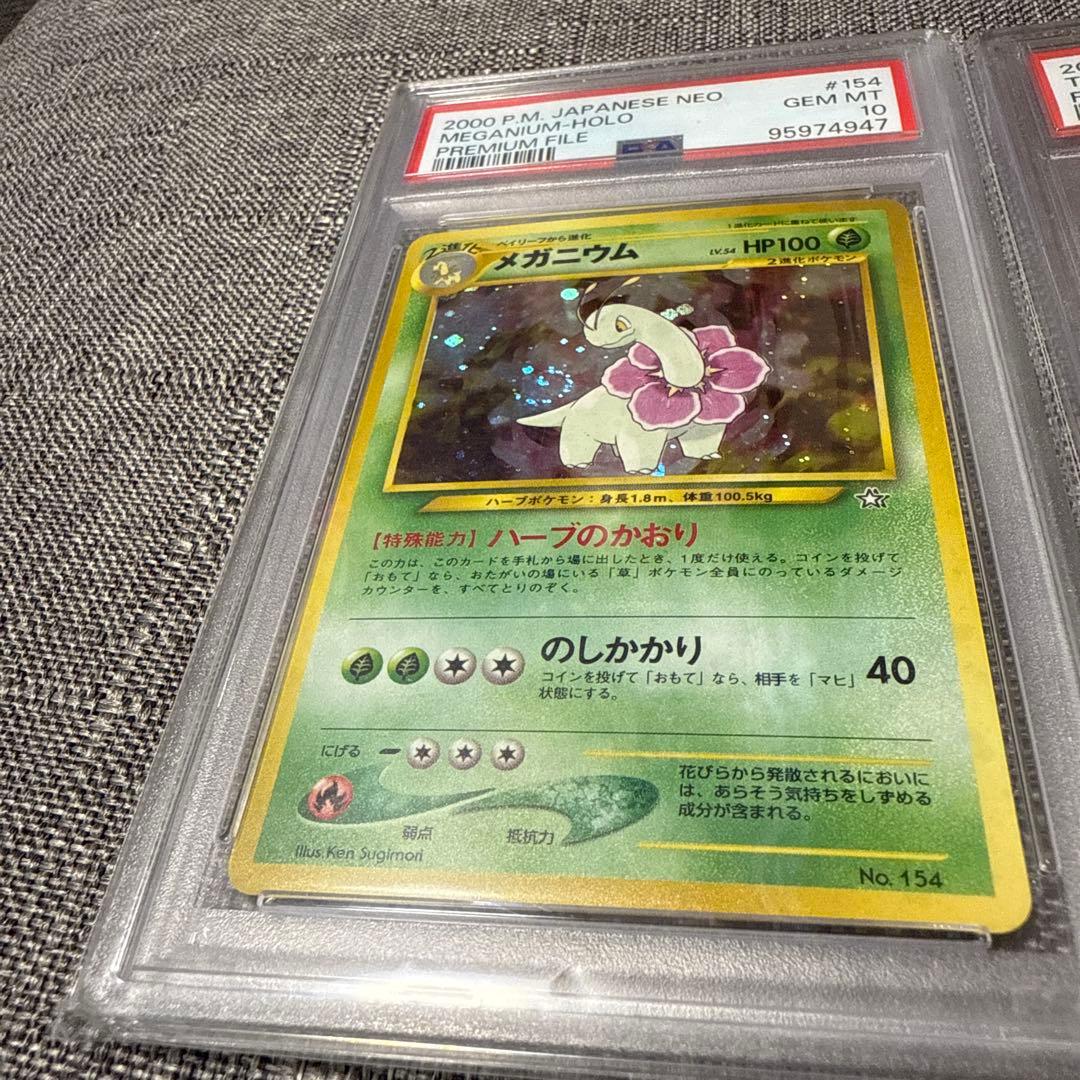 2000 P.M. JAPANESE NEO #154
MEGANIUM-HOLO GEM MT
PREMIUM FILE 10
95974947
PSA
2進化 ベイリーフから進化 1進化カードに重ねて使います
メガニウム LV.54 HP100
2進化ポケモン
ハーブポケモン:身長1.8m、体重100.5kg
【特殊能力】ハーブのかおり
この力は、このカードを手札から場に出したとき、1度だけ使える。コインを投げて
「おもて」なら、おたがいの場にいる「草」ポケモン全員にのっているダメージ
カウンターを、すべてとりのぞく。
のしかかり 40
コインを投げて「おもて」なら、相手を「マヒ」
状態にする。
にげる
弱点 抵抗力
花びらから発散されるにおいに
は、あらそう気持ちをしずめる
成分が含まれる。
Illus. Ken Sugimori
No. 154